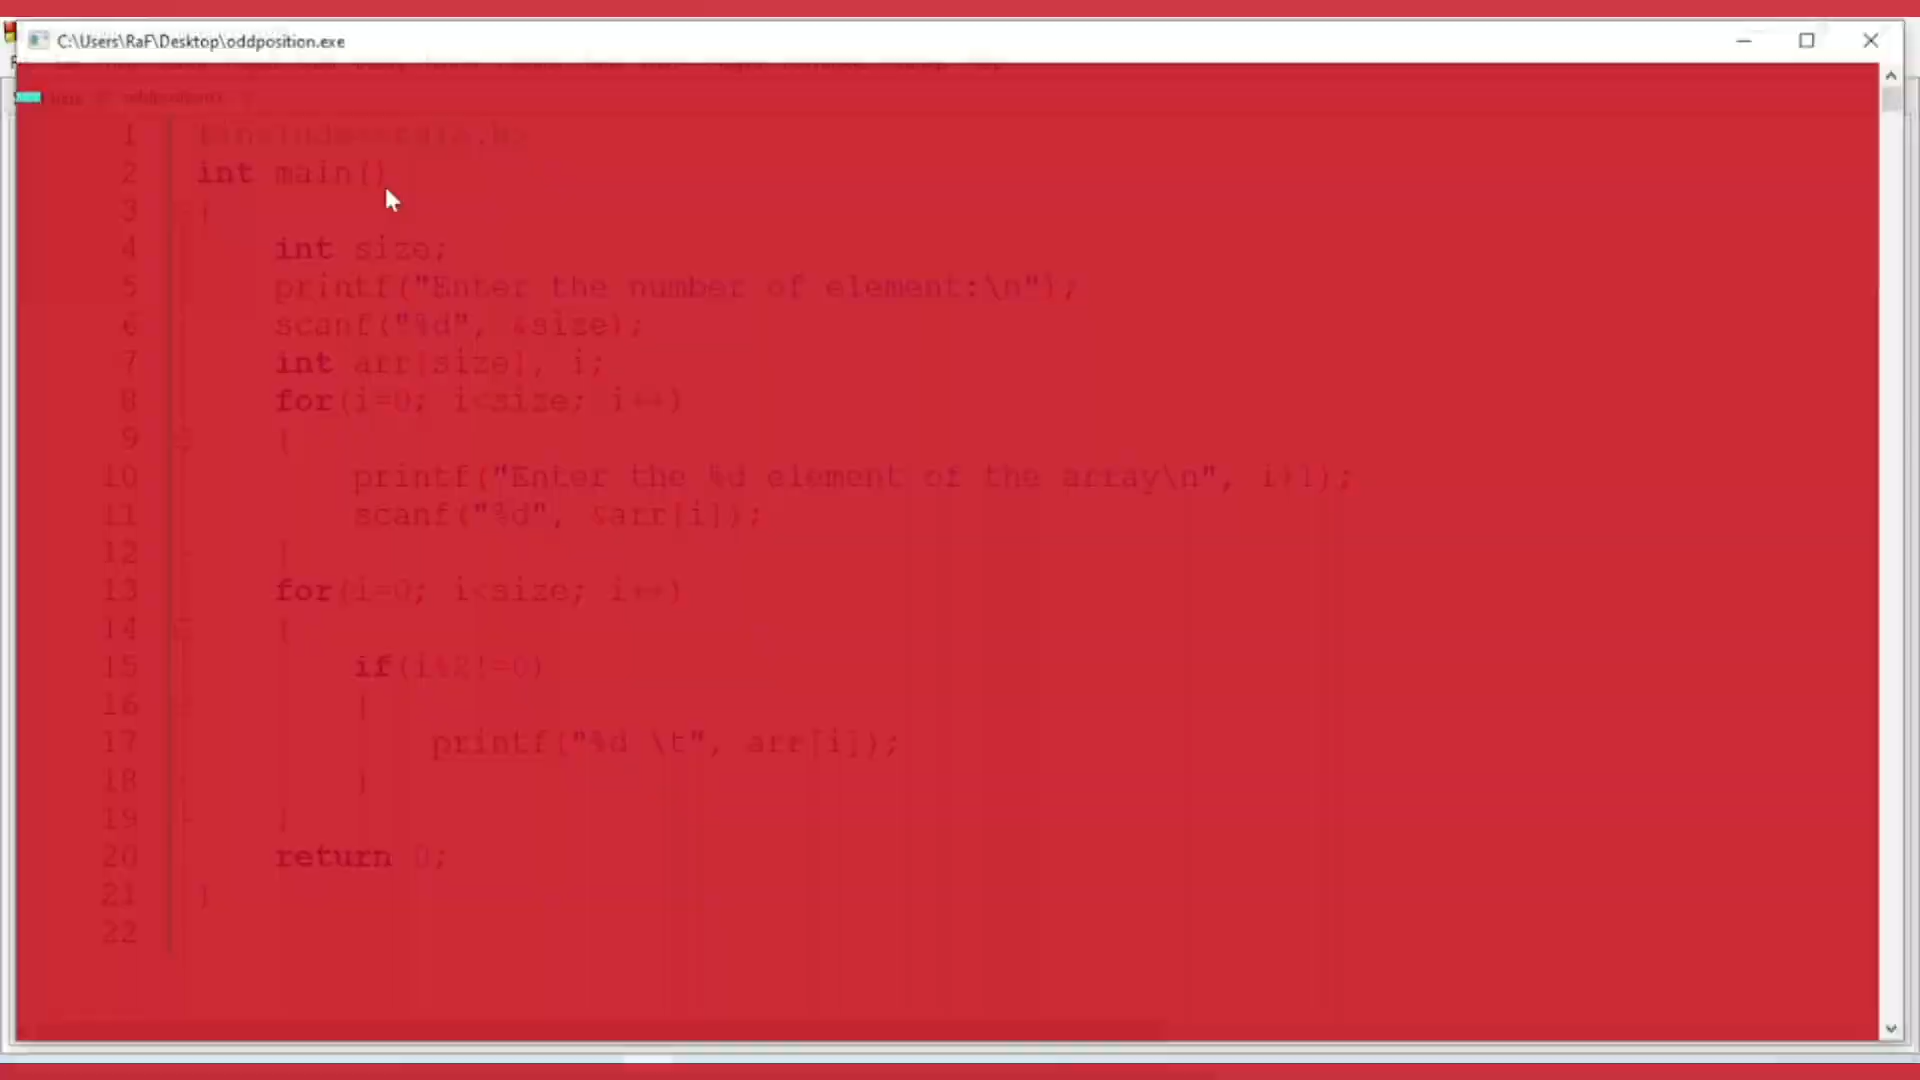 C:\Users\RaF\Desktop\oddposition.exe
1 #include<stdio.h>
2 int main()
3 {
4 int size;
5 printf("Enter the number of element:\n");
6 scanf("%d", &size);
7 int arr[size], i;
8 for(i=0; i<size; i++)
9 {
10 printf("Enter the %d element of the array\n", i+1);
11 scanf("%d", &arr[i]);
12 }
13 for(i=0; i<size; i++)
14 {
15 if(i%2!=0)
16 {
17 printf("%d \t", arr[i]);
18 }
19 }
20 return 0;
21 }
22